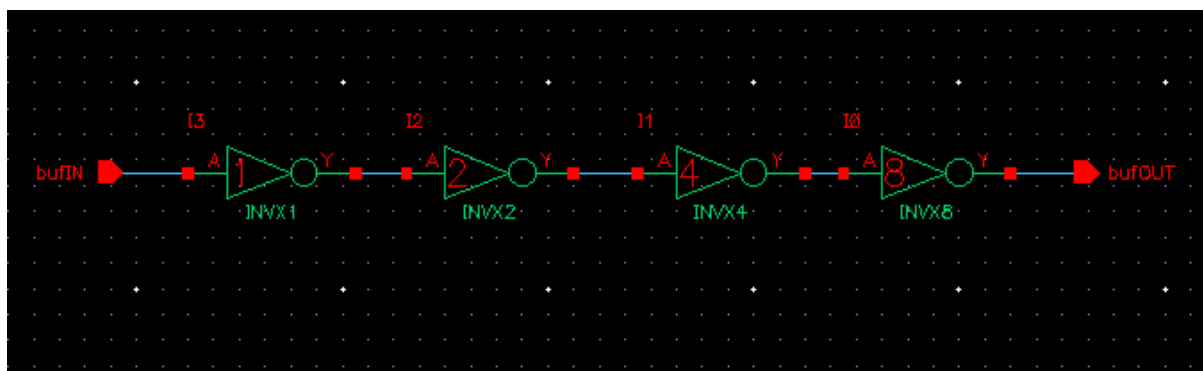 I3 I2 I1 I0
bufIN A 1 Y A 2 Y A 4 Y A 8 Y bufOUT
INVX1 INVX2 INVX4 INVX8